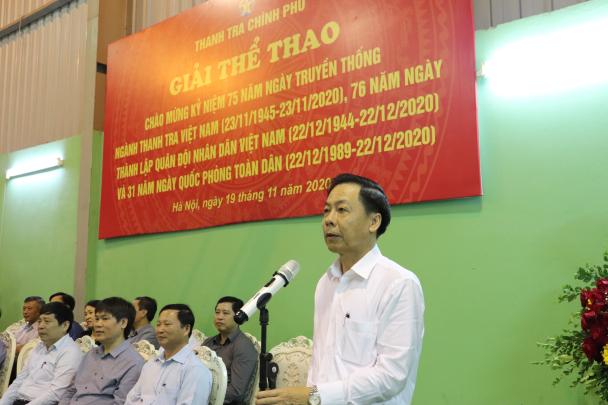 THANH TRA CHÍNH PHỦ
GIẢI THỂ THAO
CHÀO MỪNG KỶ NIỆM 75 NĂM NGÀY TRUYỀN THỐNG
NGÀNH THANH TRA VIỆT NAM (23/11/1945-23/11/2020), 76 NĂM NGÀY
THÀNH LẬP QUÂN ĐỘI NHÂN DÂN VIỆT NAM (22/12/1944-22/12/2020)
VÀ 31 NĂM NGÀY QUỐC PHÒNG TOÀN DÂN (22/12/1989-22/12/2020)
Hà Nội, ngày 19 tháng 11 năm 2020